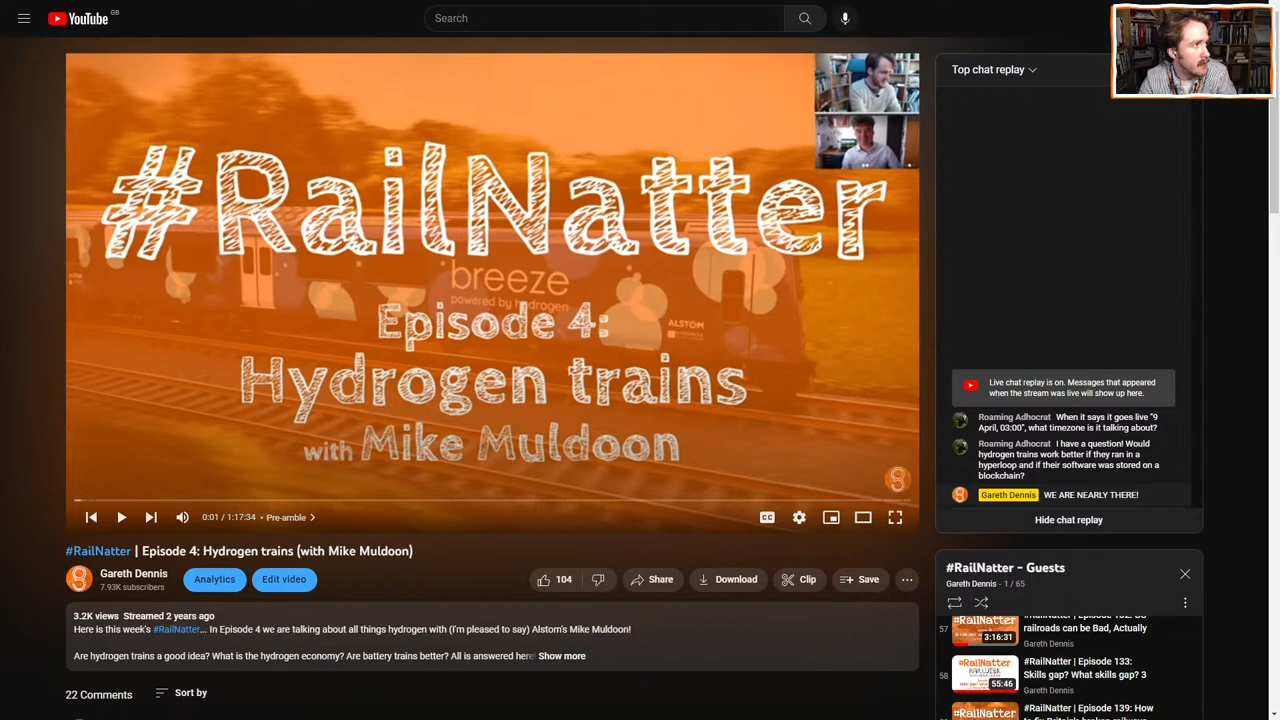 YouTube GB
Search
#RailNatter
breeze
powered by hydrogen
ALSTOM
Episode 4:
Hydrogen trains
with Mike Muldoon
0:01 / 1:17:34 • Pre-amble
CC
#RailNatter | Episode 4: Hydrogen trains (with Mike Muldoon)
Gareth Dennis
7.93K subscribers
Analytics
Edit video
104
Share
Download
Clip
Save
3.2K views Streamed 2 years ago
Here is this week's #RailNatter... In Episode 4 we are talking about all things hydrogen with (I'm pleased to say) Alstom's Mike Muldoon!
Are hydrogen trains a good idea? What is the hydrogen economy? Are battery trains better? All is answered here! Show more
22 Comments
Sort by
Top chat replay
Live chat replay is on. Messages that appeared
when the stream was live will show up here.
Roaming Adhocrat When it says it goes live "9
April, 03:00", what timezone is it talking about?
Roaming Adhocrat I have a question! Would
hydrogen trains work better if they ran in a
hyperloop and if their software was stored on a
blockchain?
Gareth Dennis WE ARE NEARLY THERE!
Hide chat replay
#RailNatter - Guests
Gareth Dennis - 1 / 65
57
3:16:31
railroads can be Bad, Actually
Gareth Dennis
58
#RailNatter
RAILWEEK
55:46
#RailNatter | Episode 133:
Skills gap? What skills gap? 3
Gareth Dennis
#RailNatter
#RailNatter | Episode 139: How
to fix Britain's broken railways